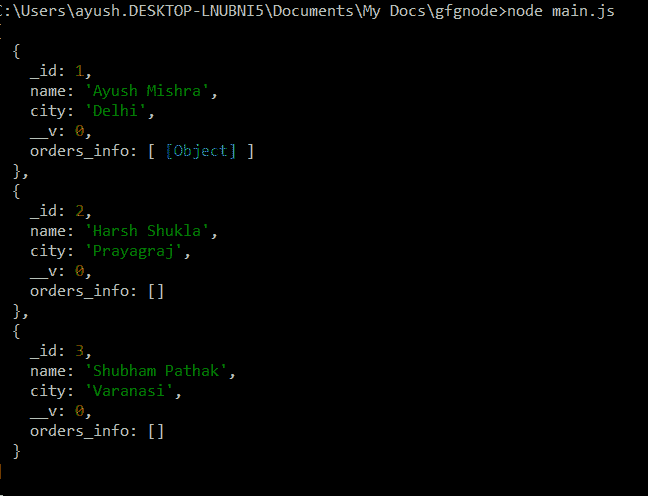 C:\Users\ayush.DESKTOP-LNUBNI5\Documents\My Docs\gfgnode>node main.js
[
  {
    _id: 1,
    name: 'Ayush Mishra',
    city: 'Delhi',
    __v: 0,
    orders_info: [ [Object] ]
  },
  {
    _id: 2,
    name: 'Harsh Shukla',
    city: 'Prayagraj',
    __v: 0,
    orders_info: []
  },
  {
    _id: 3,
    name: 'Shubham Pathak',
    city: 'Varanasi',
    __v: 0,
    orders_info: []
  }
]